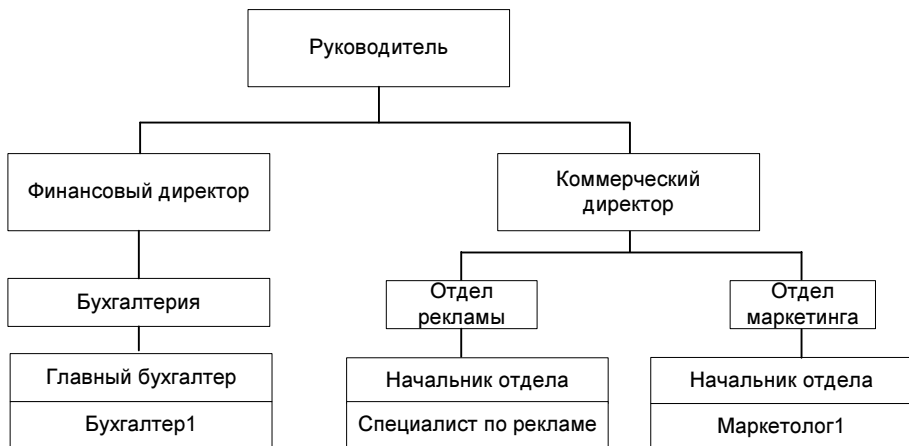 Руководитель
Финансовый директор
Коммерческий
директор
Бухгалтерия
Отдел
рекламы
Отдел
маркетинга
Главный бухгалтер
Бухгалтер1
Начальник отдела
Специалист по рекламе
Начальник отдела
Маркетолог1